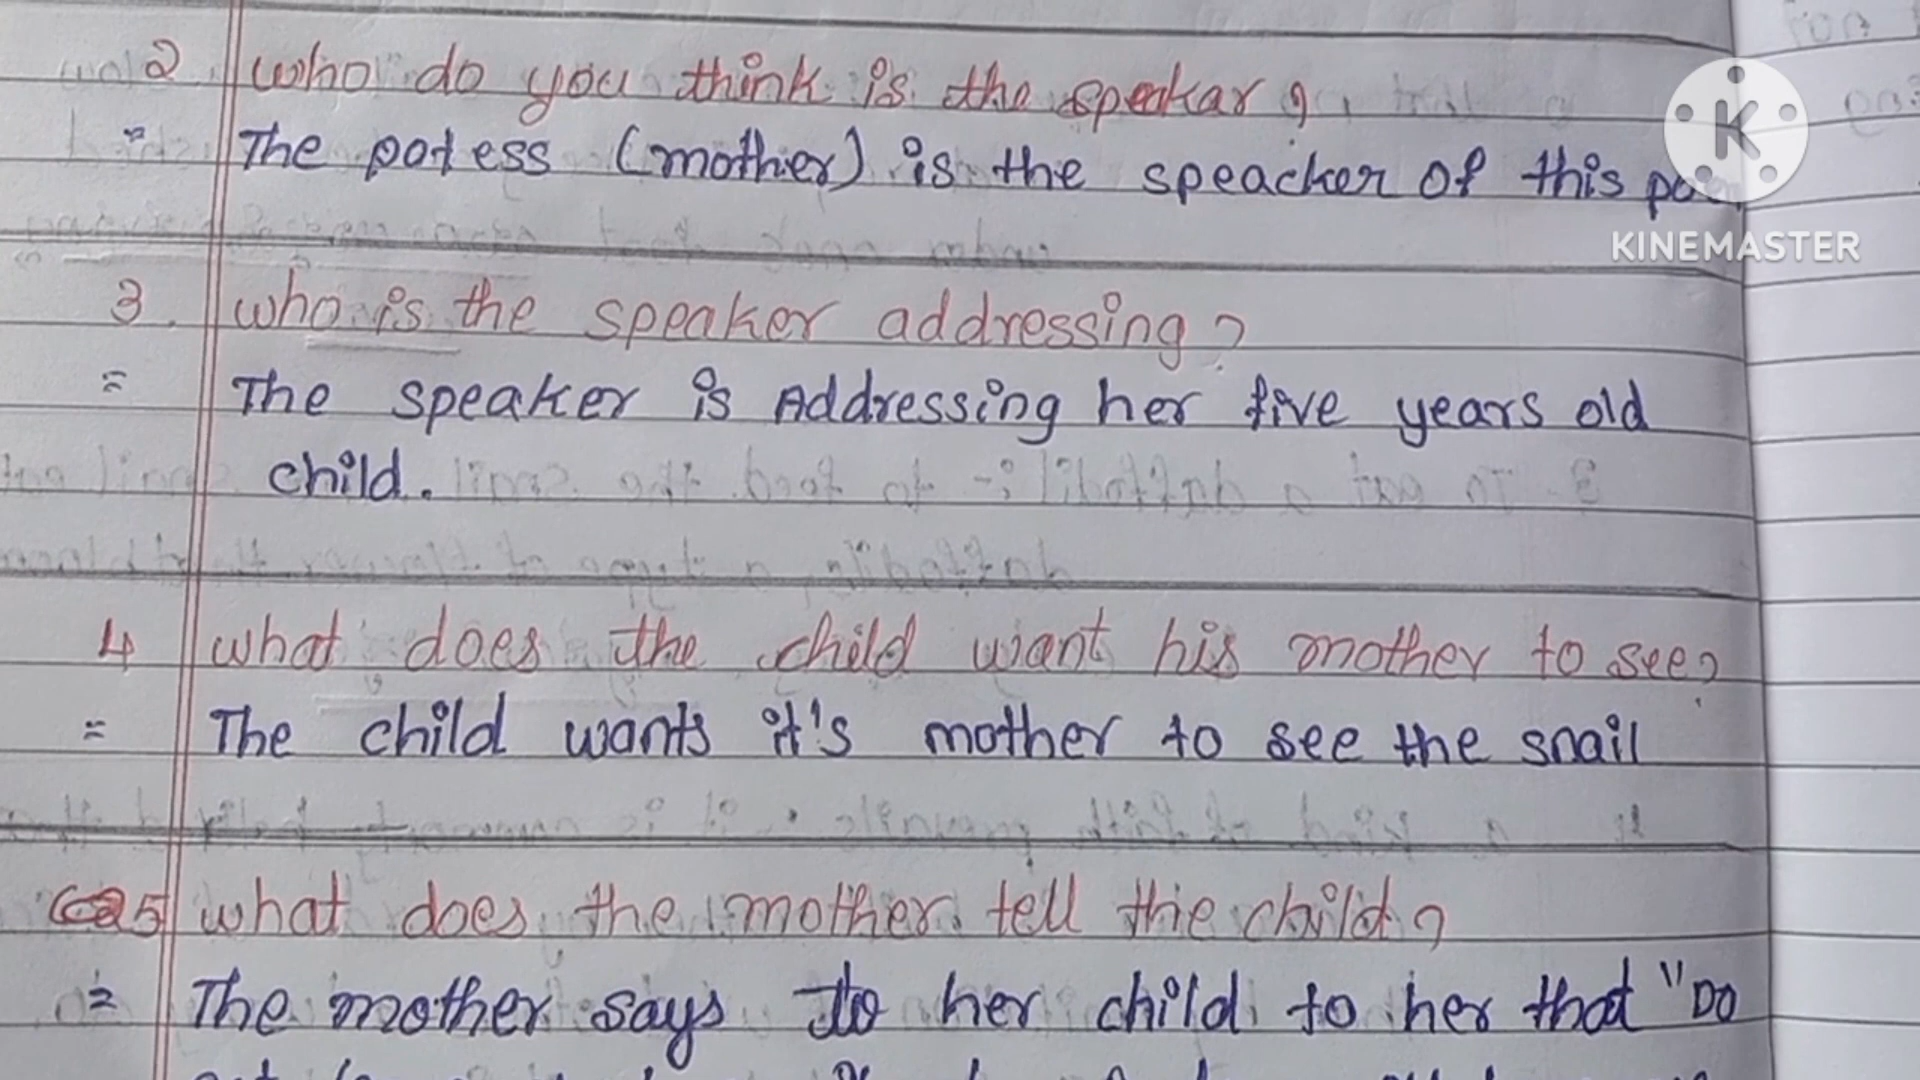 2. who do you think is the speakar ?
= The potess (mother) is the speacker of this
KINEMASTER
3. who is the speaker addressing?
= The speaker is Addressing her five years old
child.
4 what does the child want his mother to see?
= The child wants it's mother to see the snail
5 what does the mother tell the child?
= The mother says to her child to her that "Do